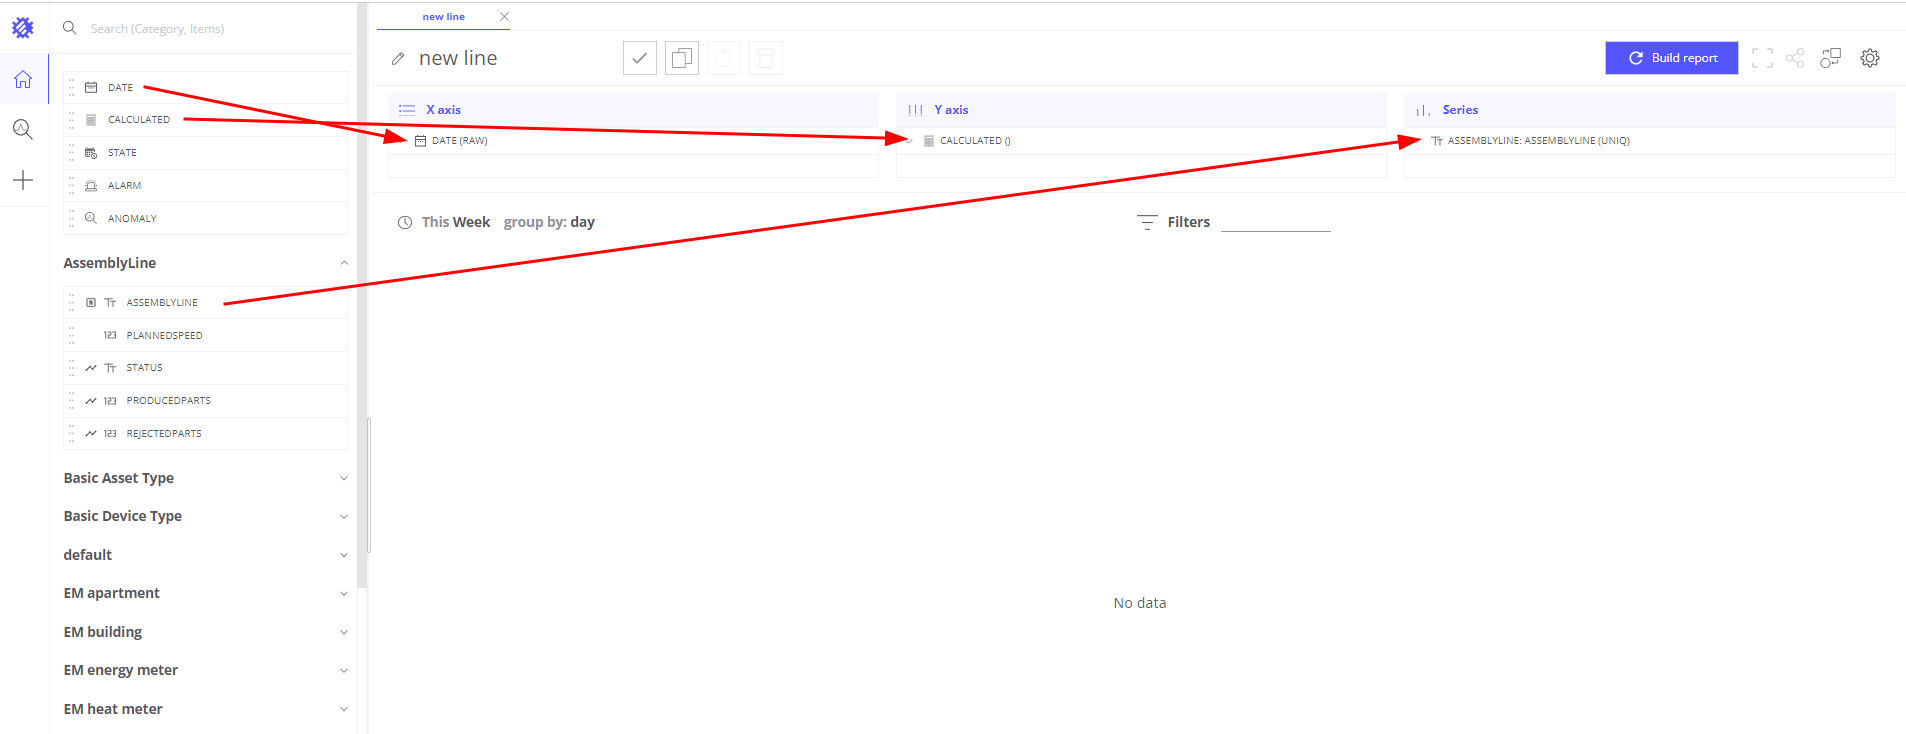 Search (Category, Items)
DATE
CALCULATED
STATE
ALARM
ANOMALY
AssemblyLine
ASSEMBLYLINE
123 PLANNEDSPEED
STATUS
123 PRODUCEDPARTS
123 REJECTEDPARTS
Basic Asset Type
Basic Device Type
default
EM apartment
EM building
EM energy meter
EM heat meter
new line
new line
Build report
X axis
DATE (RAW)
Y axis
CALCULATED ()
Series
ASSEMBLYLINE: ASSEMBLYLINE (UNIQ)
This Week group by: day
Filters
No data